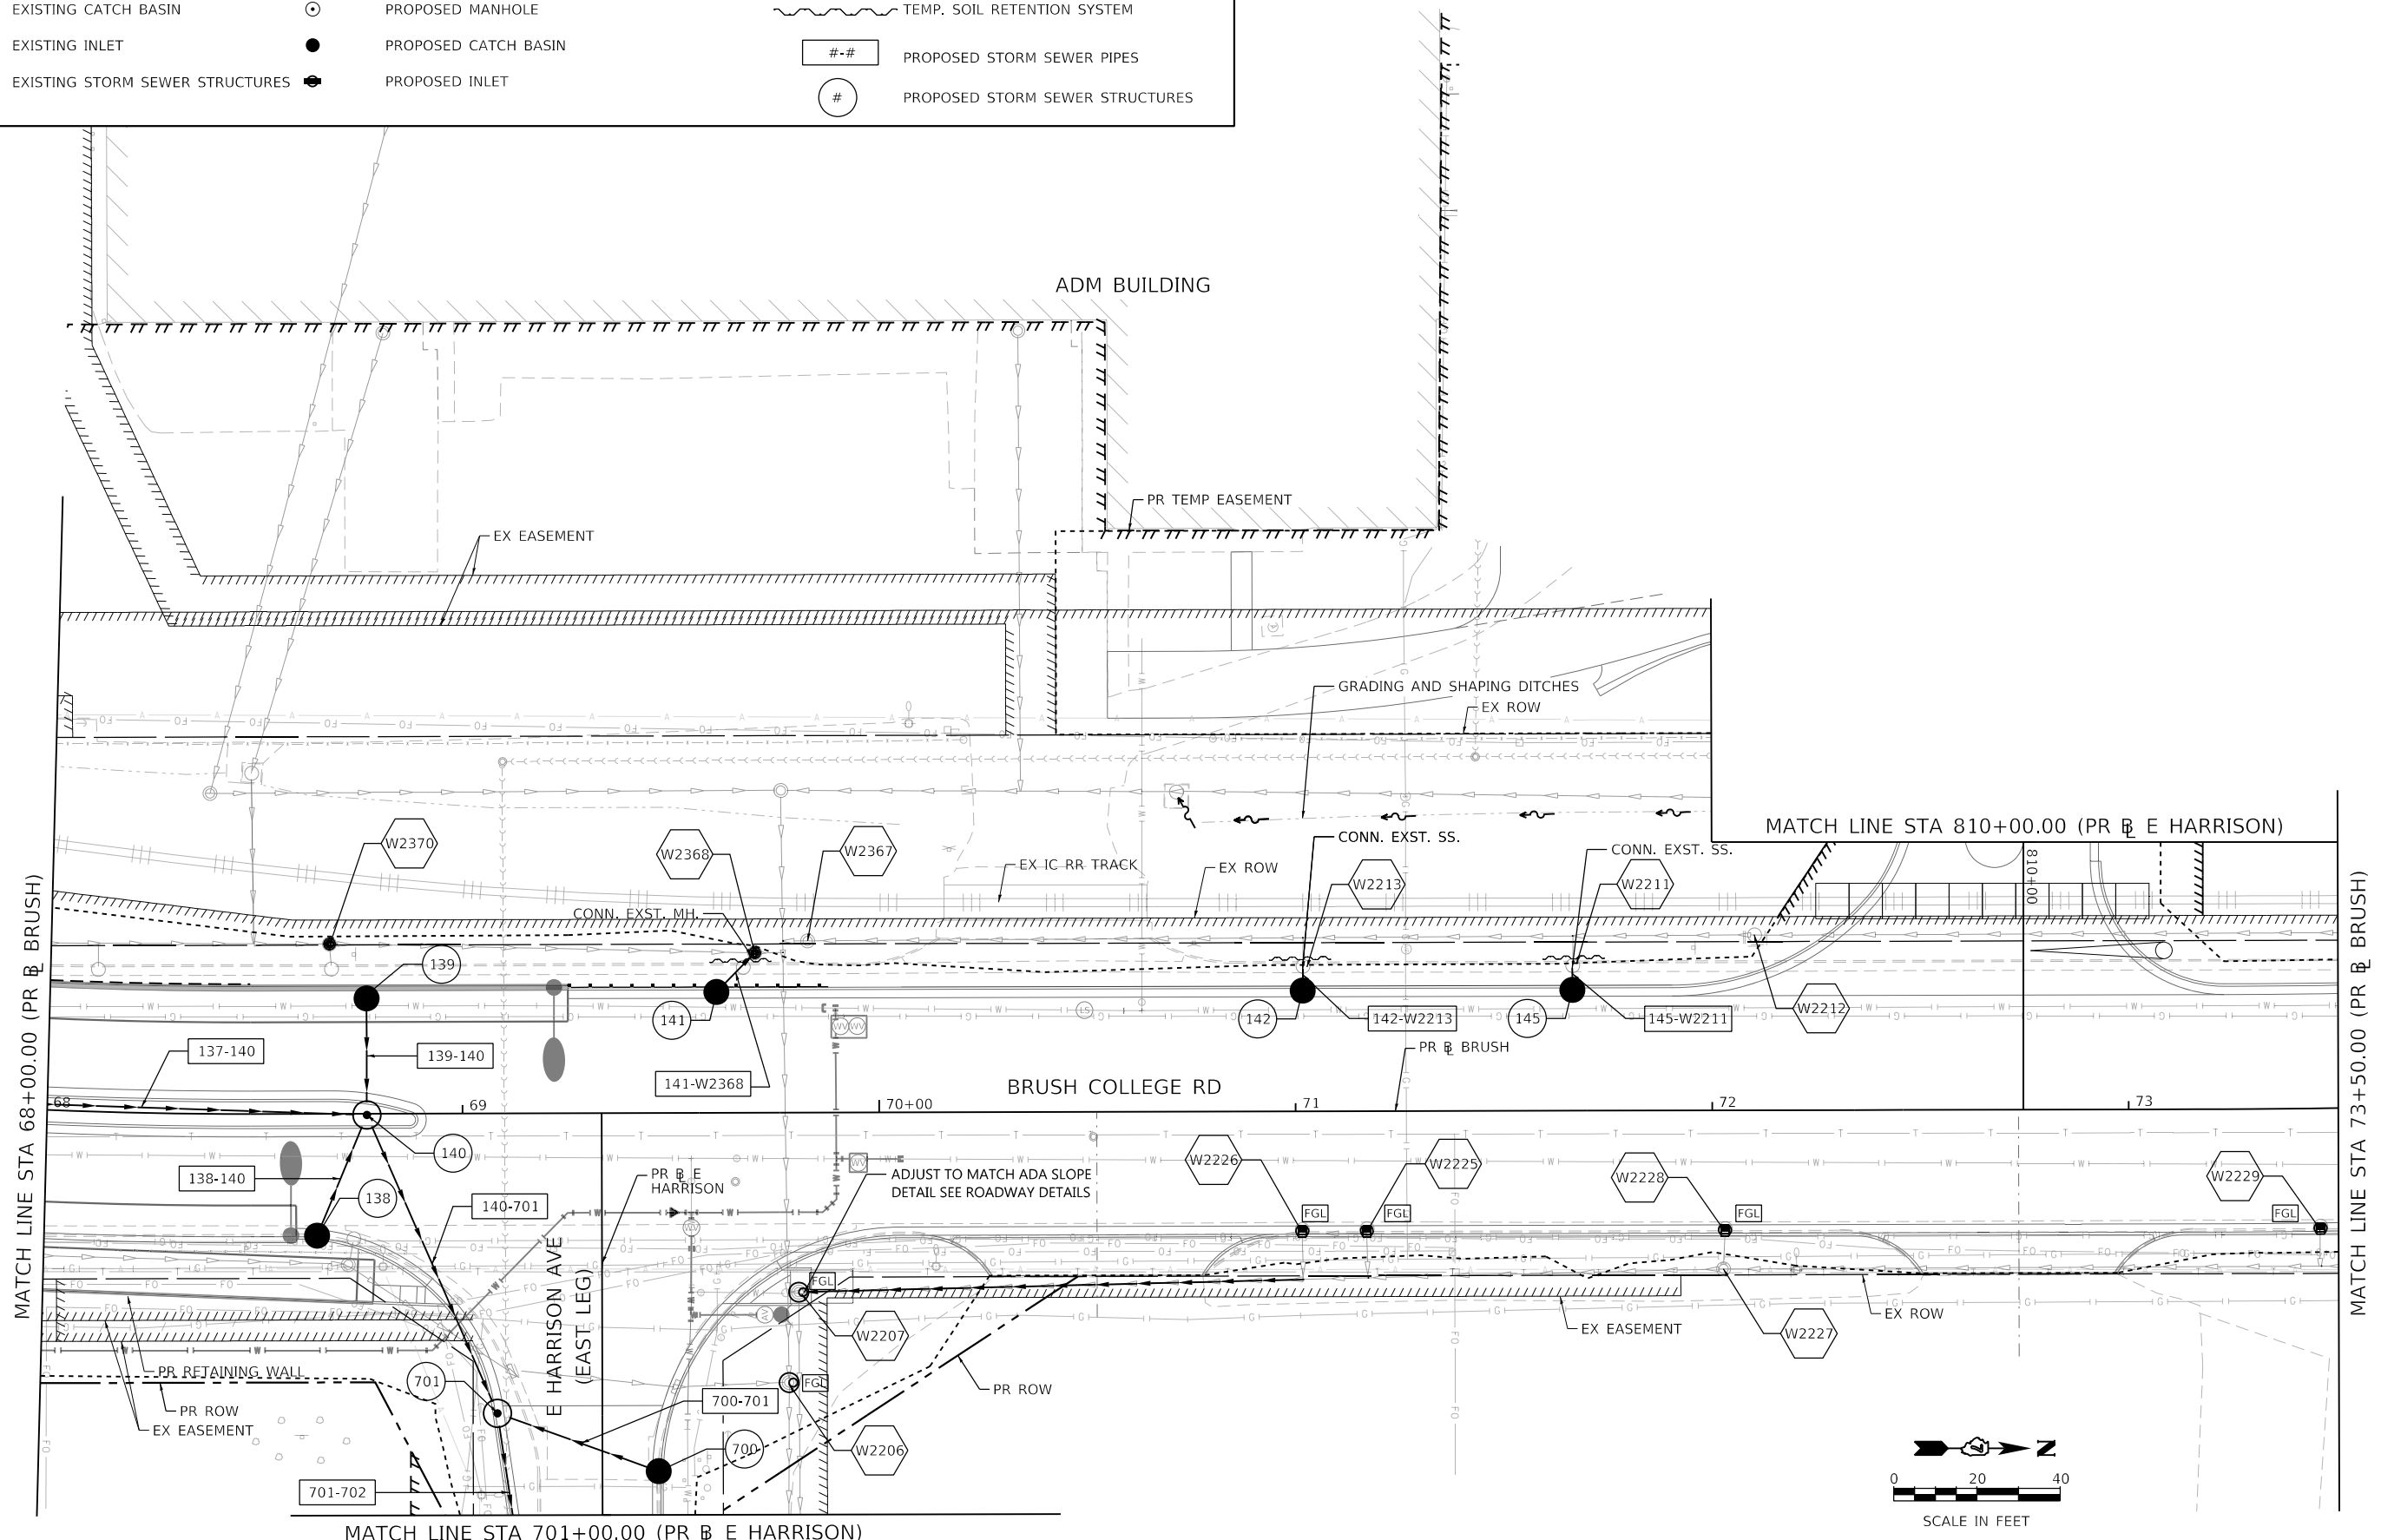 EXISTING CATCH BASIN
PROPOSED MANHOLE
TEMP. SOIL RETENTION SYSTEM
EXISTING INLET
PROPOSED CATCH BASIN
#-#
PROPOSED STORM SEWER PIPES
EXISTING STORM SEWER STRUCTURES
PROPOSED INLET
#
PROPOSED STORM SEWER STRUCTURES
ADM BUILDING
PR TEMP EASEMENT
EX EASEMENT
GRADING AND SHAPING DITCHES
EX ROW
MATCH LINE STA 810+00.00 (PR BL E HARRISON)
810+00
W2370
W2368
W2367
CONN. EXST. SS.
CONN. EXST. SS.
EX IC RR TRACK
EX ROW
W2213
W2211
CONN. EXST. MH.
139
141
142
142-W2213
145
145-W2211
W2212
137-140
139-140
141-W2368
PR BL BRUSH
BRUSH COLLEGE RD
68
69
70+00
71
72
73
140
138-140
138
140-701
PR BL E
HARRISON
ADJUST TO MATCH ADA SLOPE
DETAIL SEE ROADWAY DETAILS
W2226
W2225
W2228
W2229
FGL
FGL
FGL
FGL
FGL
FGL
W2207
W2227
EX EASEMENT
EX ROW
E HARRISON AVE
(EAST LEG)
PR RETAINING WALL
PR ROW
EX EASEMENT
701
700-701
PR ROW
700
W2206
701-702
MATCH LINE STA 701+00.00 (PR BL E HARRISON)
MATCH LINE STA 68+00.00 (PR BL BRUSH)
MATCH LINE STA 73+50.00 (PR BL BRUSH)
N
0 20 40
SCALE IN FEET